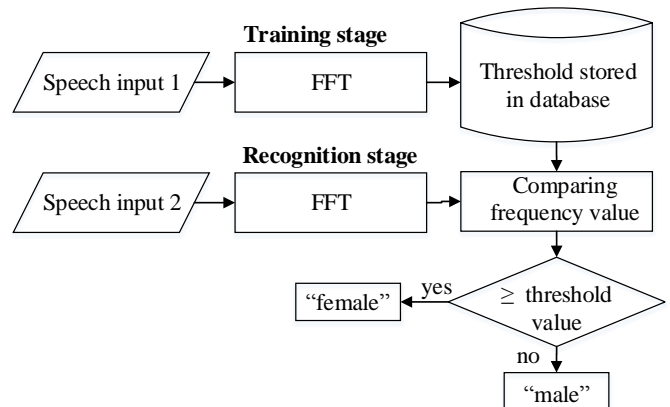 Training stage
Speech input 1
FFT
Threshold stored
in database
Recognition stage
Speech input 2
FFT
Comparing
frequency value
≥ threshold
value
yes
“female”
no
“male”